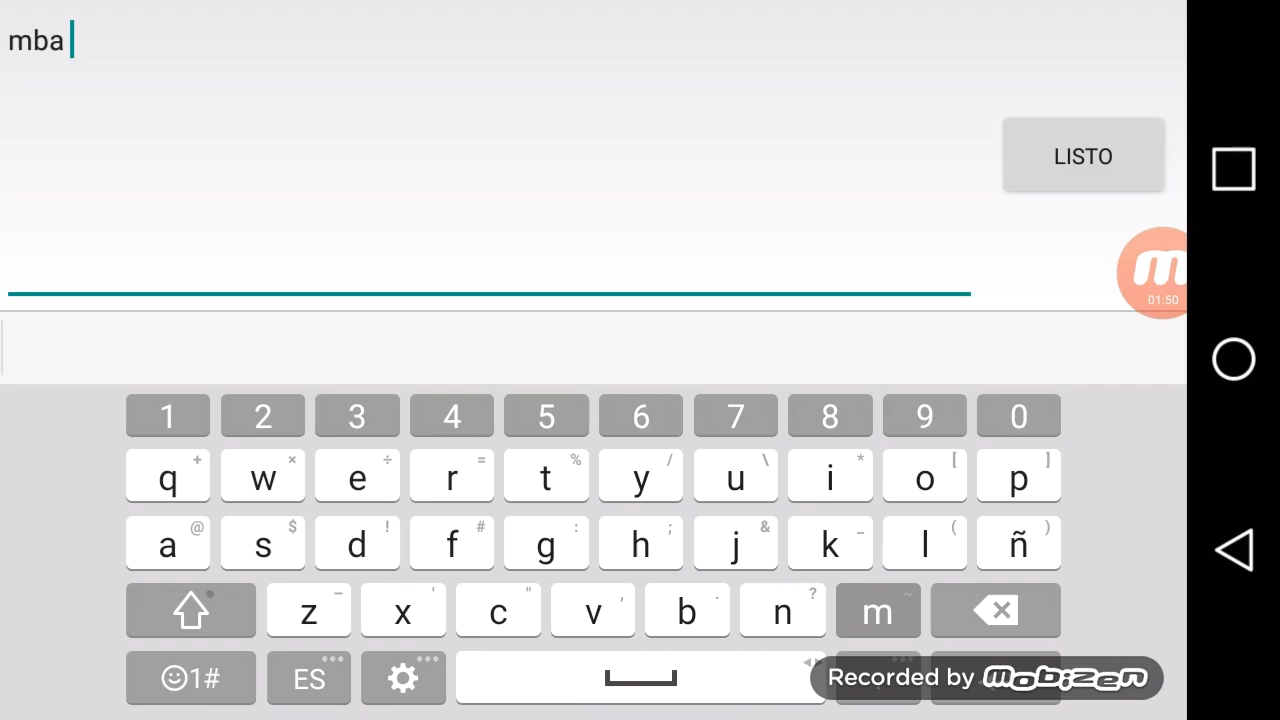 mba
LISTO
01:50
1 2 3 4 5 6 7 8 9 0
q + w × e ÷ r = t % y / u \ i * o [ p ]
a @ s $ d ! f # g : h ; j & k _ l ( ñ )
z – x ' c " v , b . n ? m ~
1# ES
Recorded by mobizen